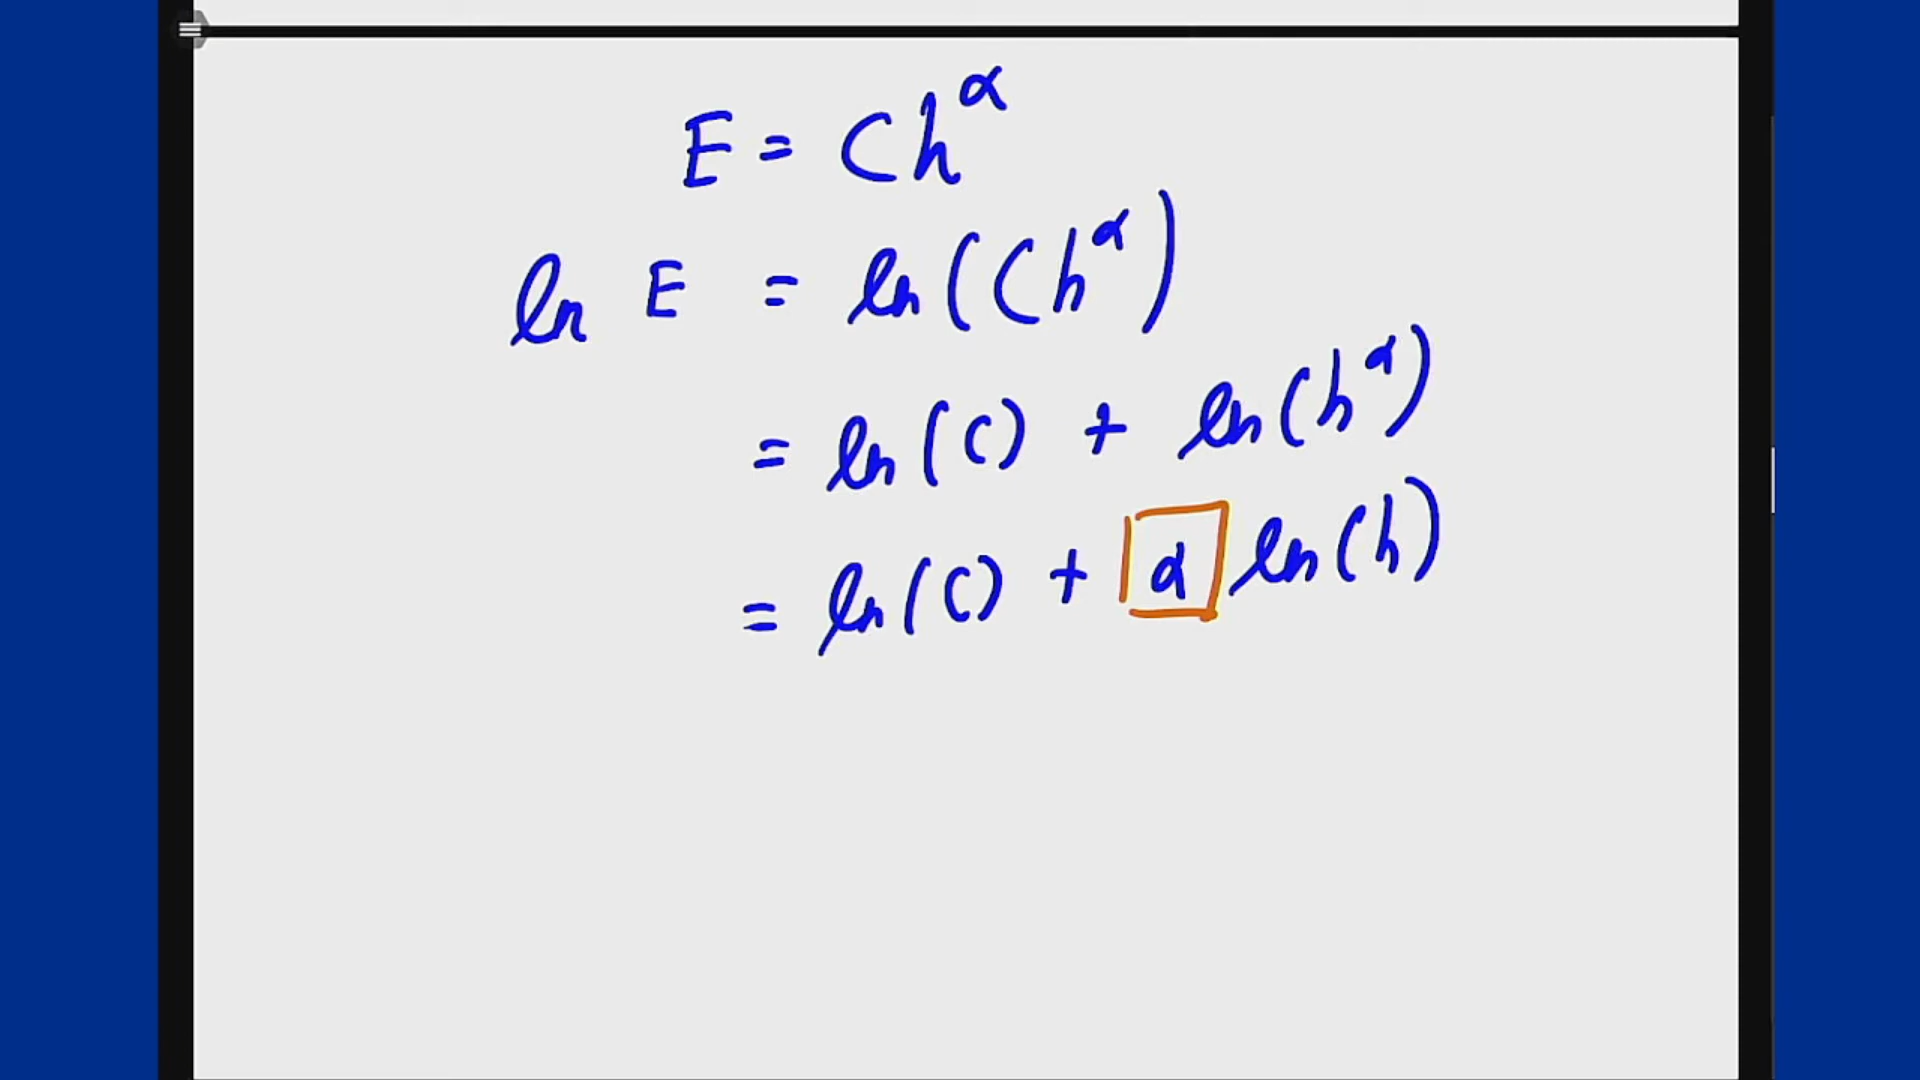 E = Ch^α
ln E = ln(Ch^α)
= ln(C) + ln(h^α)
= ln(C) + α ln(h)